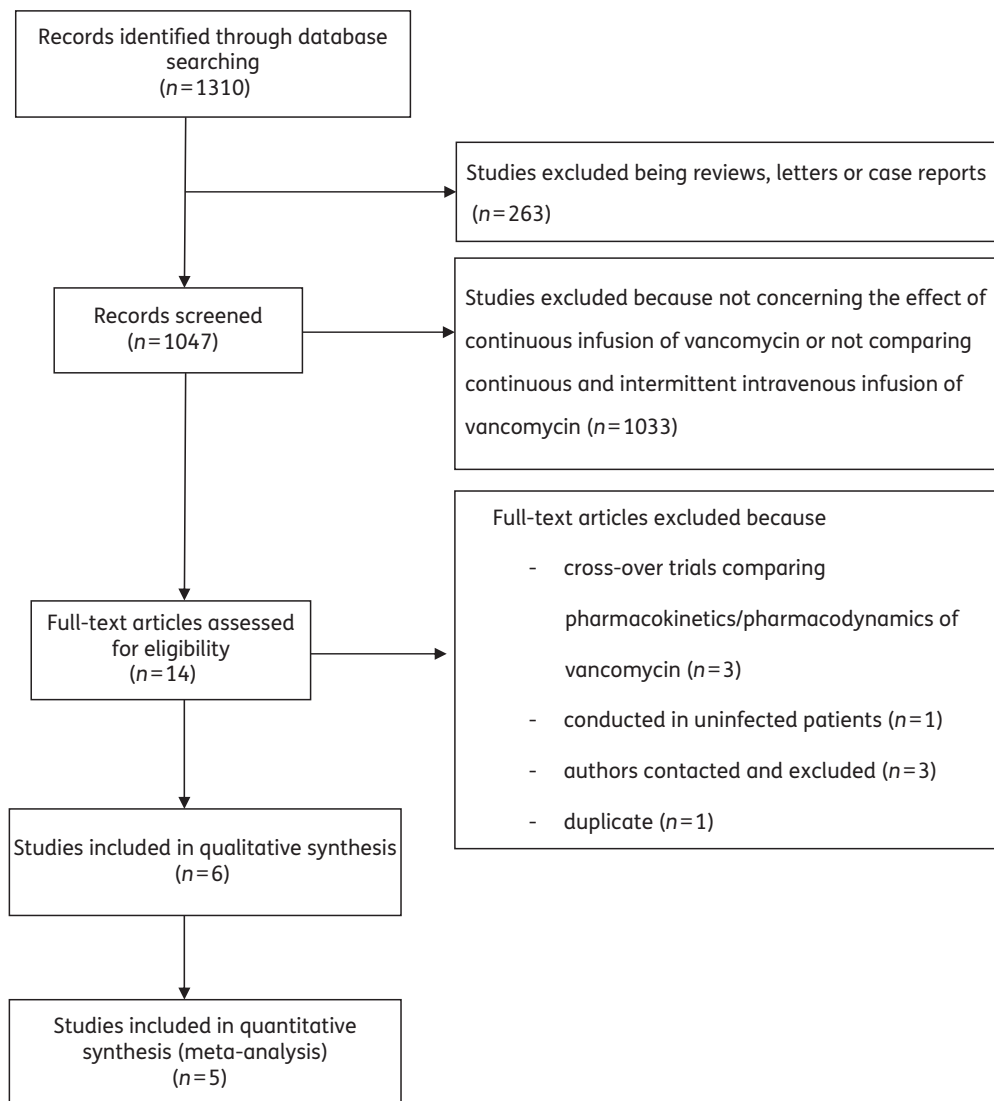 Records identified through database
searching
(n=1310)
Studies excluded being reviews, letters or case reports
(n=263)
Records screened
(n=1047)
Studies excluded because not concerning the effect of
continuous infusion of vancomycin or not comparing
continuous and intermittent intravenous infusion of
vancomycin (n=1033)
Full-text articles assessed
for eligibility
(n=14)
Full-text articles excluded because
- cross-over trials comparing
pharmacokinetics/pharmacodynamics of
vancomycin (n=3)
- conducted in uninfected patients (n=1)
- authors contacted and excluded (n=3)
- duplicate (n=1)
Studies included in qualitative synthesis
(n=6)
Studies included in quantitative
synthesis (meta-analysis)
(n=5)